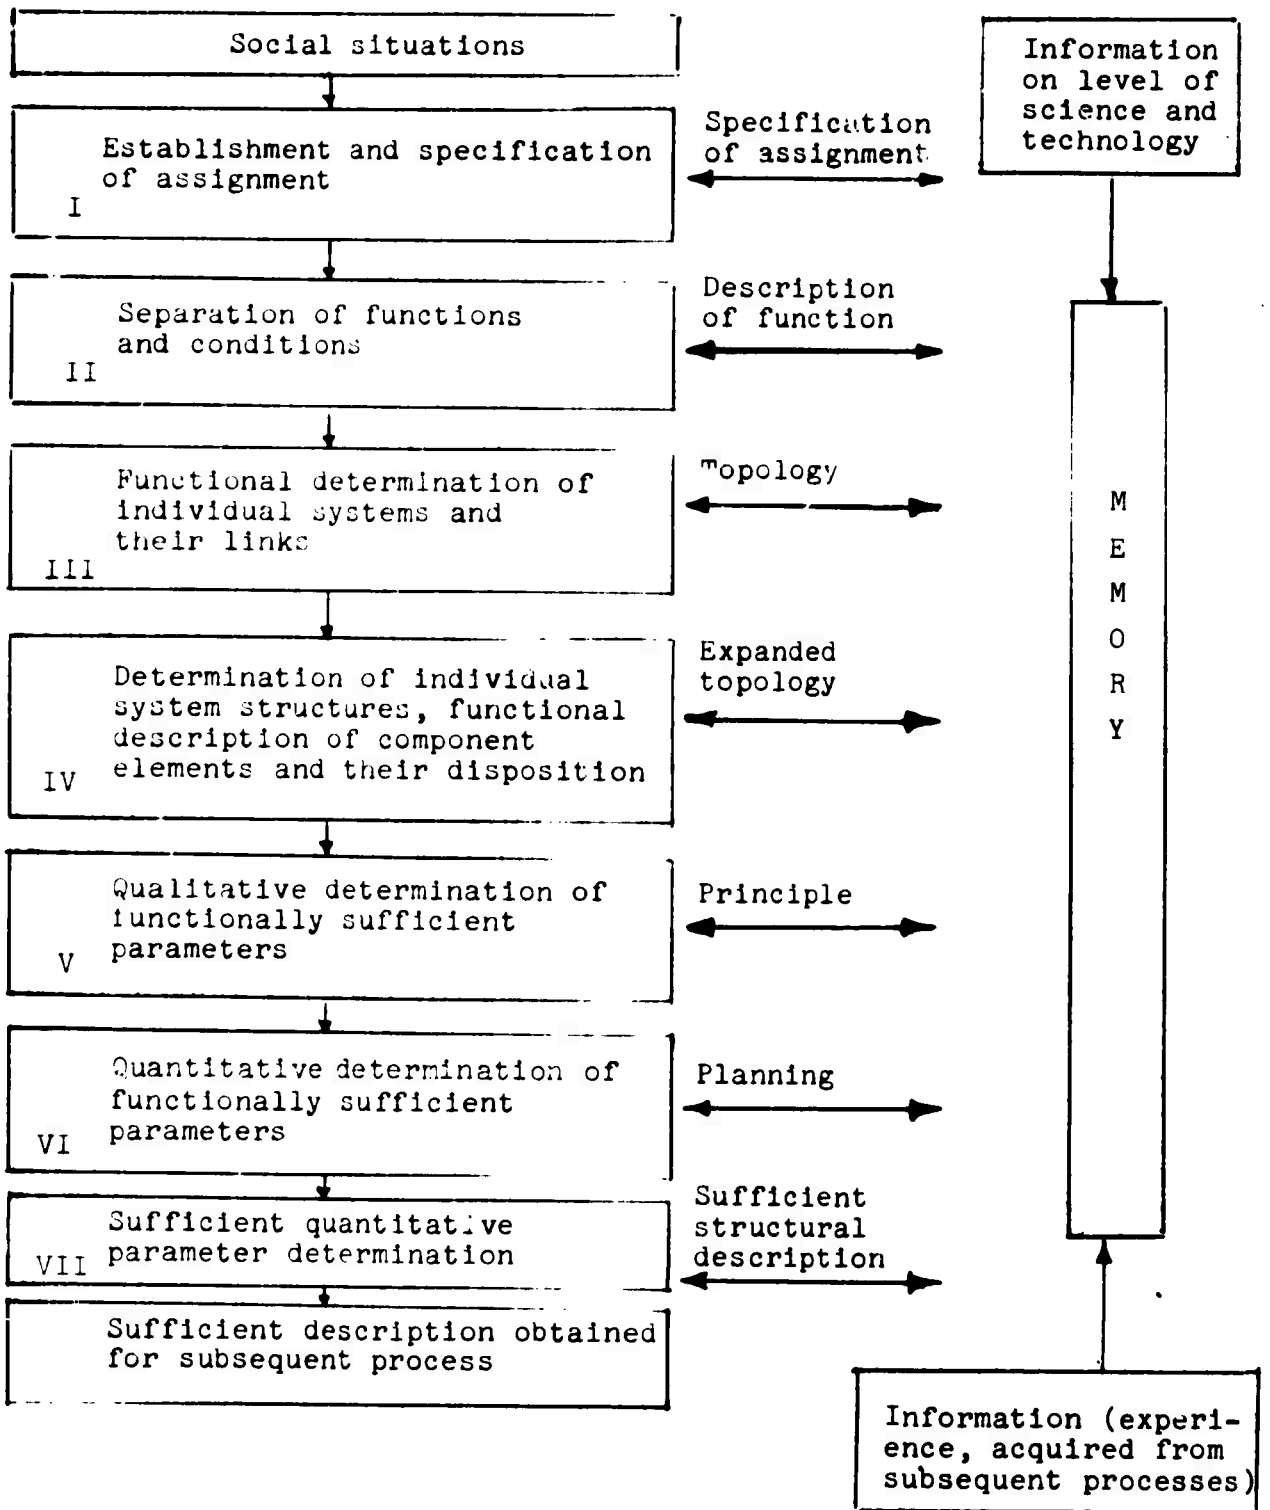 Social situations
Establishment and specification
of assignment
I
Separation of functions
and conditions
II
Functional determination of
individual systems and
their links
III
Determination of individual
system structures, functional
description of component
elements and their disposition
IV
Qualitative determination of
functionally sufficient
parameters
V
Quantitative determination of
functionally sufficient
parameters
VI
Sufficient quantitative
parameter determination
VII
Sufficient description obtained
for subsequent process
Specification
of assignment
Description
of function
Topology
Expanded
topology
Principle
Planning
Sufficient
structural
description
Information
on level of
science and
technology
M
E
M
O
R
Y
Information (experi-
ence, acquired from
subsequent processes)